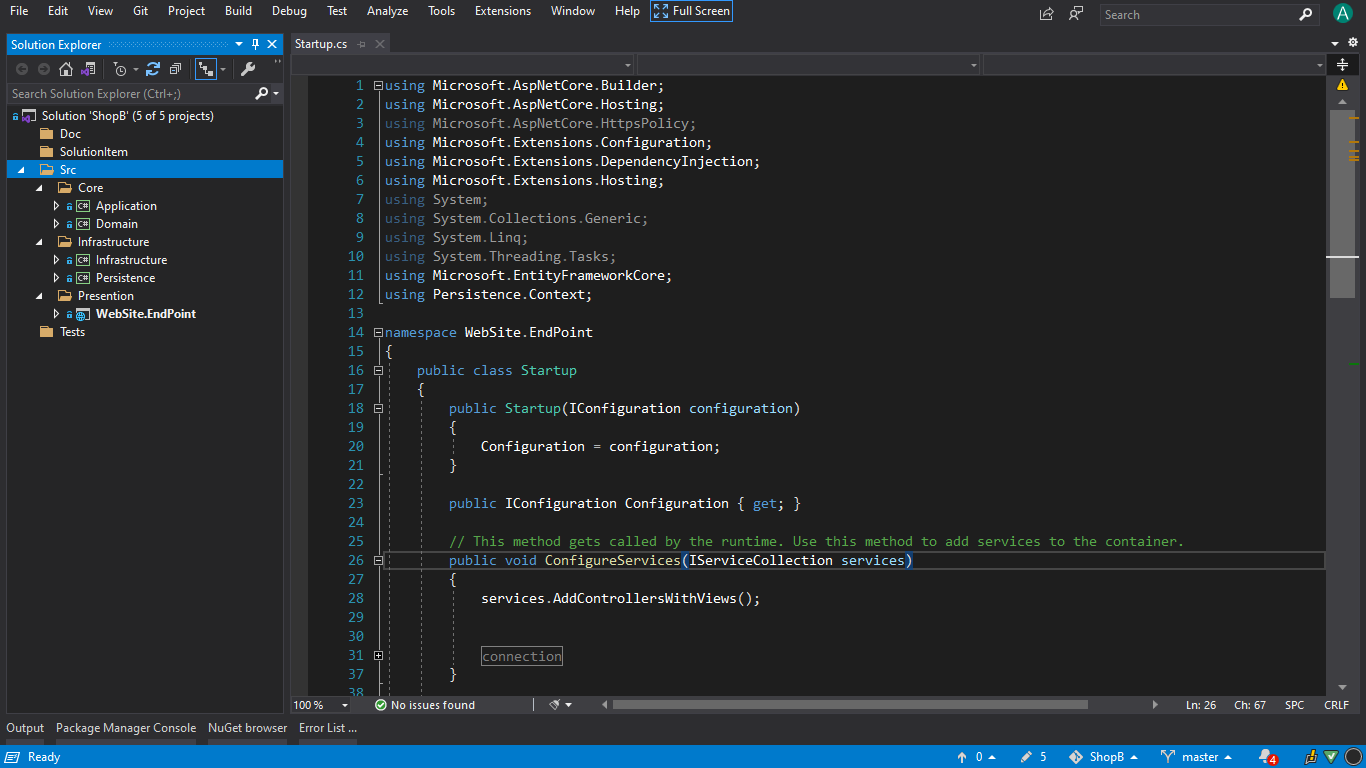 File Edit View Git Project Build Debug Test Analyze Tools Extensions Window Help Full Screen Search A
Solution Explorer
Search Solution Explorer (Ctrl+;)
Solution 'ShopB' (5 of 5 projects)
Doc
SolutionItem
Src
Core
C# Application
C# Domain
Infrastructure
C# Infrastructure
C# Persistence
Presention
WebSite.EndPoint
Tests
Startup.cs
1 using Microsoft.AspNetCore.Builder;
2 using Microsoft.AspNetCore.Hosting;
3 using Microsoft.AspNetCore.HttpsPolicy;
4 using Microsoft.Extensions.Configuration;
5 using Microsoft.Extensions.DependencyInjection;
6 using Microsoft.Extensions.Hosting;
7 using System;
8 using System.Collections.Generic;
9 using System.Linq;
10 using System.Threading.Tasks;
11 using Microsoft.EntityFrameworkCore;
12 using Persistence.Context;
13
14 namespace WebSite.EndPoint
15 {
16 public class Startup
17 {
18 public Startup(IConfiguration configuration)
19 {
20 Configuration = configuration;
21 }
22
23 public IConfiguration Configuration { get; }
24
25 // This method gets called by the runtime. Use this method to add services to the container.
26 public void ConfigureServices(IServiceCollection services)
27 {
28 services.AddControllersWithViews();
29
30
31 connection
37 }
38
100 % No issues found Ln: 26 Ch: 67 SPC CRLF
Output Package Manager Console NuGet browser Error List ...
Ready 0 5 ShopB master 4